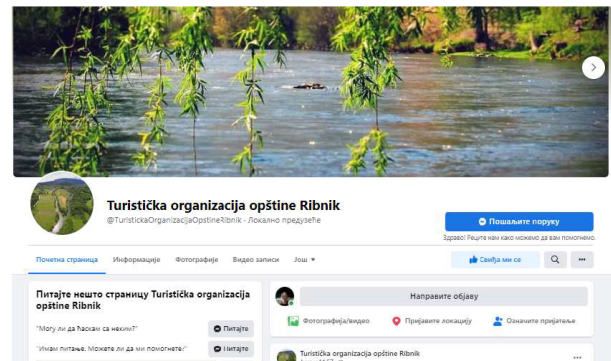 Turistička organizacija opštine Ribnik
@TuristickaOrganizacijaOpstineRibnik - Локално предузеће
Пошаљите поруку
Здраво! Реците нам како можемо да вам помогнемо.
Почетна страница Информације Фотографије Видео записи Још
Свиђа ми се
Питајте нешто страницу Turistička organizacija
opštine Ribnik
"Могу ли да ћаскам са неким?" Питајте
"Имам питање. Можете ли да ми помогнете?" Питајте
Направите објаву
Фотографија/видео Пријавите локацију Означите пријатеље
Turistička organizacija opštine Ribnik